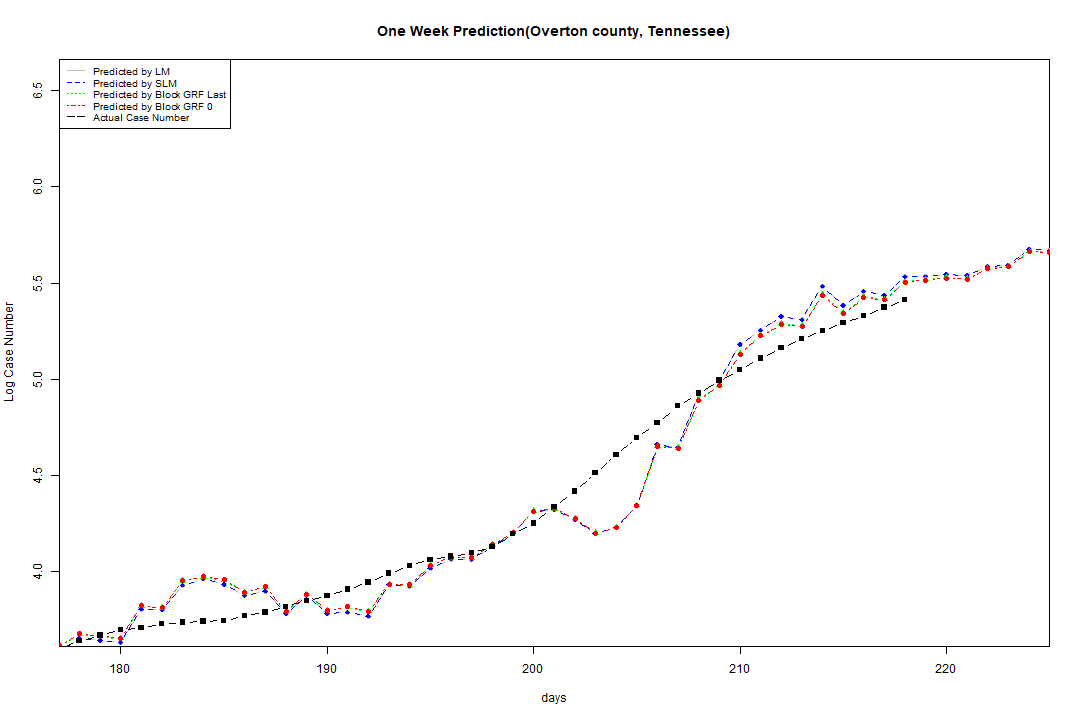 One Week Prediction(Overton county, Tennessee)
Predicted by LM
Predicted by SLM
Predicted by Block GRF Last
Predicted by Block GRF 0
Actual Case Number
6.5
6.0
5.5
5.0
4.5
4.0
Log Case Number
180 190 200 210 220
days